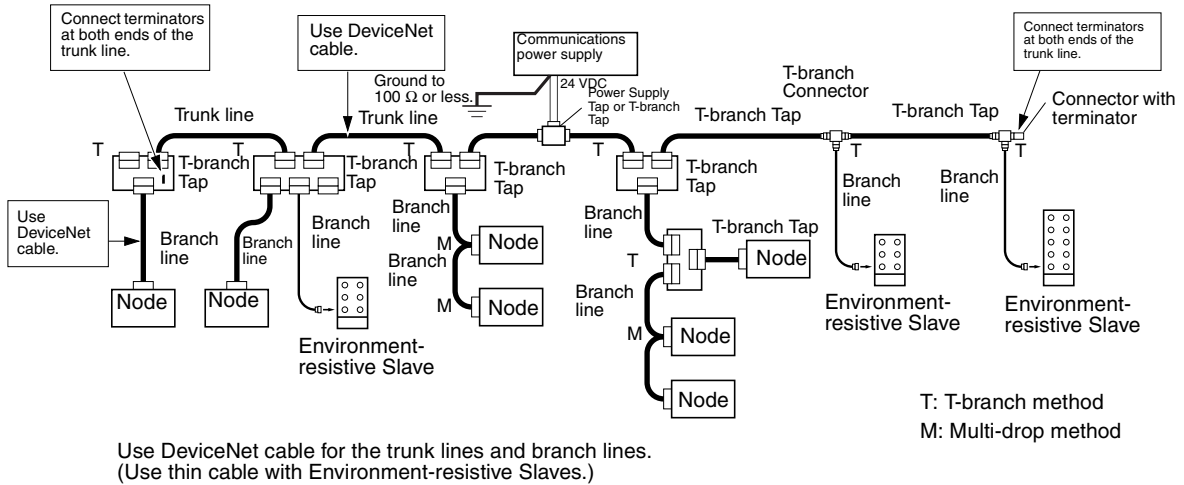 Connect terminators
at both ends of the
trunk line.
Use DeviceNet
cable.
Communications
power supply
Connect terminators
at both ends of the
trunk line.
Ground to
100 Ω or less.
24 VDC
Power Supply
Tap or T-branch
Tap
T-branch
Connector
Trunk line
Trunk line
T-branch Tap
T-branch Tap
Connector with
terminator
T
T
T
T
T
T
T-branch
Tap
T-branch
Tap
T-branch
Tap
T-branch
Tap
Use
DeviceNet
cable.
Branch
line
Branch
line
Branch
line
Branch
line
M
Branch
line
M
Node
Node
Branch
line
T-branch Tap
T
Node
Branch
line
M
Node
Node
Branch
line
Branch
line
Node
Node
Environment-
resistive Slave
Environment-
resistive Slave
Environment-
resistive Slave
T: T-branch method
M: Multi-drop method
Use DeviceNet cable for the trunk lines and branch lines.
(Use thin cable with Environment-resistive Slaves.)